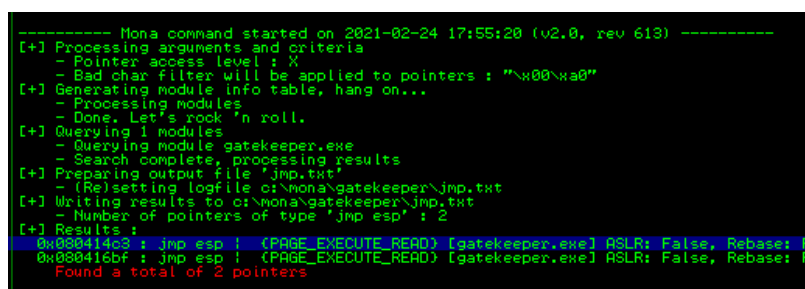 ---------- Mona command started on 2021-02-24 17:55:20 (v2.0, rev 613) ----------
[+] Processing arguments and criteria
- Pointer access level : X
- Bad char filter will be applied to pointers : "\x00\xa0"
[+] Generating module info table, hang on...
- Processing modules
- Done. Let's rock 'n roll.
[+] Querying 1 modules
- Querying module gatekeeper.exe
- Search complete, processing results
[+] Preparing output file 'jmp.txt'
- (Re)setting logfile c:\mona\gatekeeper\jmp.txt
[+] Writing results to c:\mona\gatekeeper\jmp.txt
- Number of pointers of type 'jmp esp' : 2
[+] Results :
0x080414c3 : jmp esp | {PAGE_EXECUTE_READ} [gatekeeper.exe] ASLR: False, Rebase:
0x080416bf : jmp esp | {PAGE_EXECUTE_READ} [gatekeeper.exe] ASLR: False, Rebase:
Found a total of 2 pointers